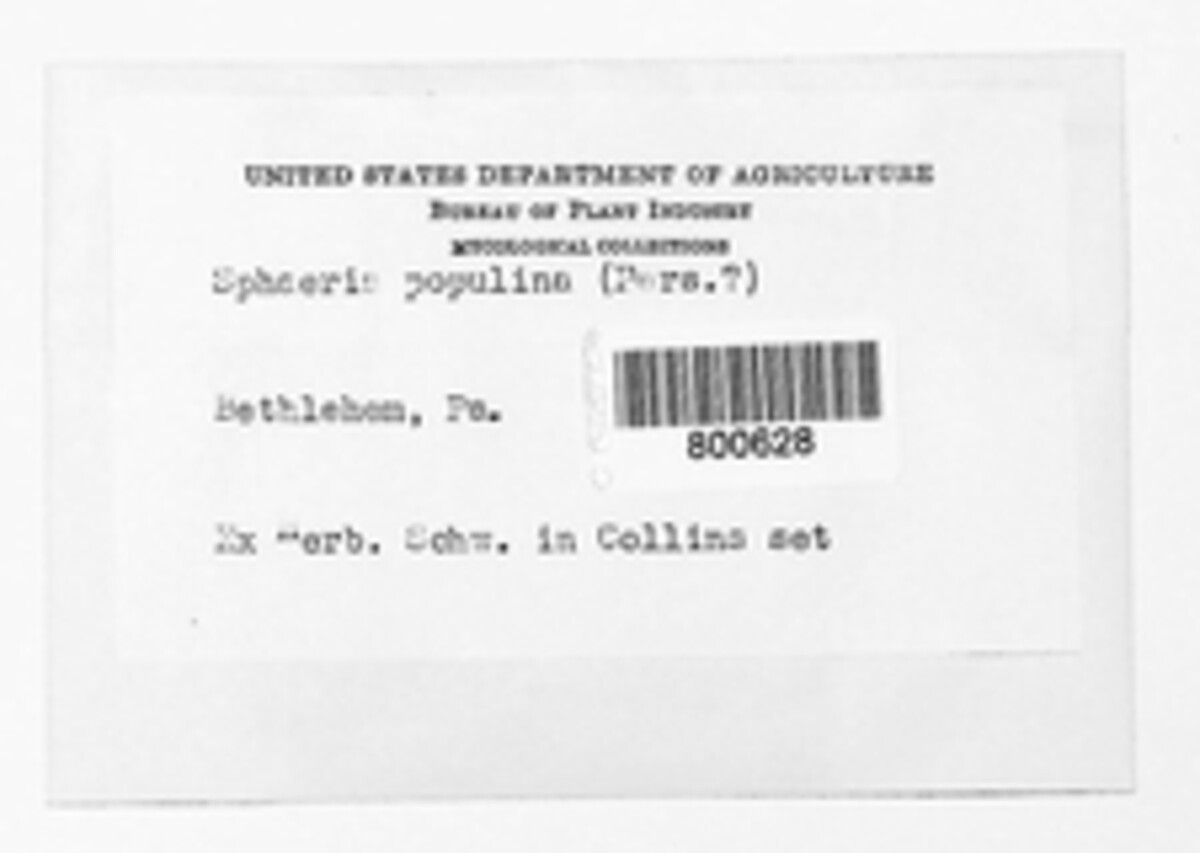 UNITED STATES DEPARTMENT OF AGRICULTURE
BUREAU OF PLANT INDUSTRY
MYCOLOGICAL COLLECTIONS
Sphaeria populina (Pers.?)
Bethlehem, Pa.
800628
Ex Herb. Schw. in Collins set